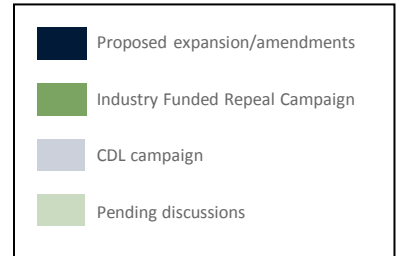 Proposed expansion/amendments
Industry Funded Repeal Campaign
CDL campaign
Pending discussions